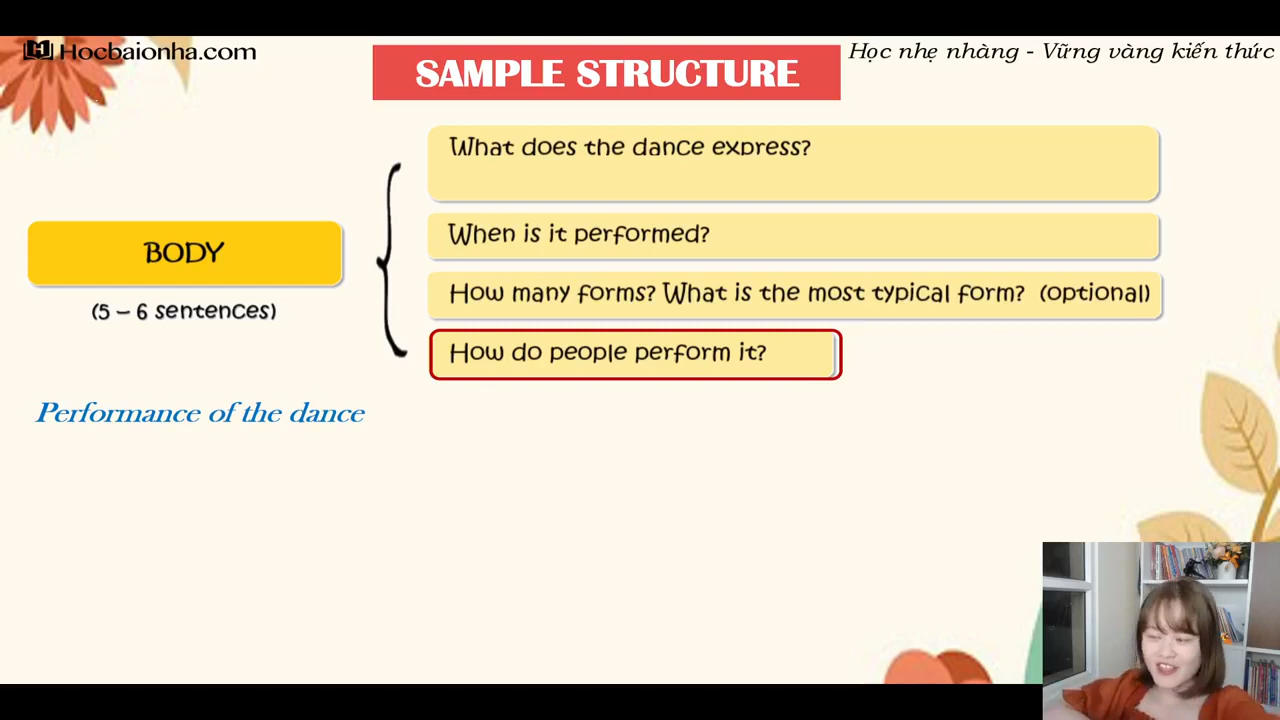 Hocbaionha.com
Học nhẹ nhàng - Vững vàng kiến thức
SAMPLE STRUCTURE
What does the dance express?
When is it performed?
BODY
(5 – 6 sentences)
How many forms? What is the most typical form? (optional)
How do people perform it?
Performance of the dance